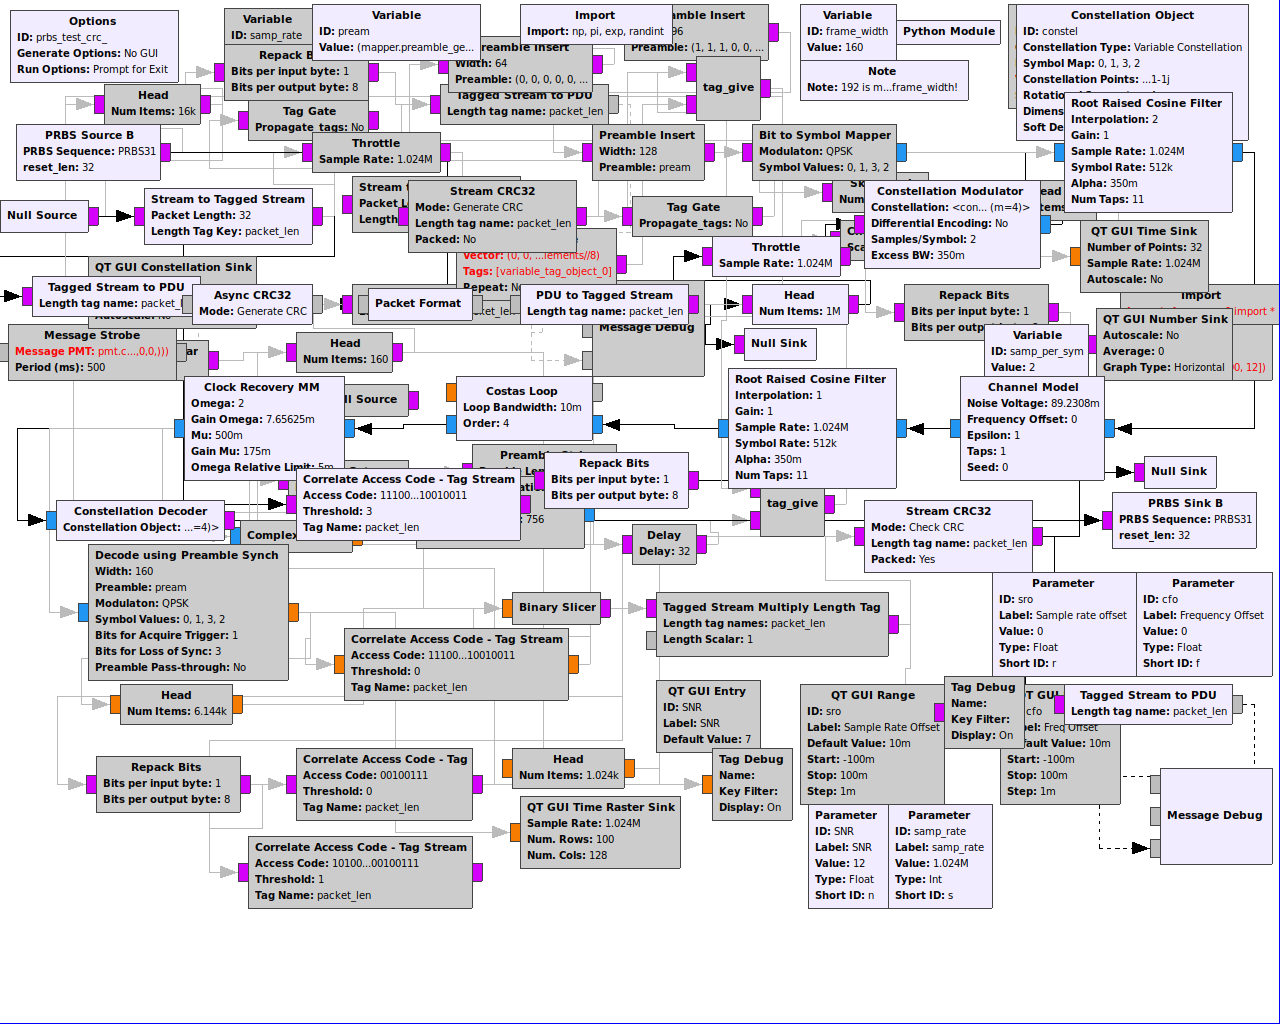 Options
ID: prbs_test_crc_
Generate Options: No GUI
Run Options: Prompt for Exit
Variable
ID: samp_rate
Variable
ID: pream
Value: (mapper.preamble_ge...
Import
Import: np, pi, exp, randint
Preamble: (1, 1, 1, 0, 0, ...
Variable
ID: frame_width
Value: 160
Python Module
Note
Note: 192 is m...frame_width!
Constellation Object
ID: constel
Constellation Type: Variable Constellation
Symbol Map: 0, 1, 3, 2
Constellation Points: ...1-1j
Soft De
Root Raised Cosine Filter
Interpolation: 2
Gain: 1
Sample Rate: 1.024M
Symbol Rate: 512k
Alpha: 350m
Num Taps: 11
Bits per input byte: 1
Bits per output byte: 8
Width: 64
Preamble: (0, 0, 0, 0, 0, ...
tag_give
Head
Num Items: 16k
Tag Gate
Propagate_tags: No
Tagged Stream to PDU
Length tag name: packet_len
PRBS Source B
PRBS Sequence: PRBS31
reset_len: 32
Throttle
Sample Rate: 1.024M
Preamble Insert
Width: 128
Preamble: pream
Bit to Symbol Mapper
Modulaton: QPSK
Symbol Values: 0, 1, 3, 2
Null Source
Stream to Tagged Stream
Packet Length: 32
Length Tag Key: packet_len
Stream CRC32
Mode: Generate CRC
Length tag name: packet_len
Packed: No
Tag Gate
Propagate_tags: No
Constellation Modulator
Constellation: <con... (m=4)>
Differential Encoding: No
Samples/Symbol: 2
Excess BW: 350m
QT GUI Time Sink
Number of Points: 32
Sample Rate: 1.024M
Autoscale: No
Throttle
Sample Rate: 1.024M
Vector: (0, 0, ...lements//8)
Tags: [variable_tag_object_0]
Repeat: No
QT GUI Constellation Sink
Tagged Stream to PDU
Length tag name: packet_
Async CRC32
Mode: Generate CRC
Packet Format
PDU to Tagged Stream
Length tag name: packet_len
Head
Num Items: 1M
Repack Bits
Bits per input byte: 1
Import
QT GUI Number Sink
Autoscale: No
Average: 0
Graph Type: Horizontal
Message Strobe
Message PMT: pmt.c...,0,0,)))
Period (ms): 500
Head
Num Items: 160
Message Debug
Null Sink
Variable
ID: samp_per_sym
Value: 2
Clock Recovery MM
Omega: 2
Gain Omega: 7.65625m
Mu: 500m
Gain Mu: 175m
Omega Relative Limit: 5m
Costas Loop
Loop Bandwidth: 10m
Order: 4
Root Raised Cosine Filter
Interpolation: 1
Gain: 1
Sample Rate: 1.024M
Symbol Rate: 512k
Alpha: 350m
Num Taps: 11
Channel Model
Noise Voltage: 89.2308m
Frequency Offset: 0
Epsilon: 1
Taps: 1
Seed: 0
Correlate Access Code - Tag Stream
Access Code: 11100...10010011
Threshold: 3
Tag Name: packet_len
Repack Bits
Bits per input byte: 1
Bits per output byte: 8
: 756
Null Sink
Constellation Decoder
Constellation Object: ...=4)>
Complex
Delay
Delay: 32
tag_give
Stream CRC32
Mode: Check CRC
Length tag name: packet_len
Packed: Yes
PRBS Sink B
PRBS Sequence: PRBS31
reset_len: 32
Decode using Preamble Synch
Width: 160
Preamble: pream
Modulaton: QPSK
Symbol Values: 0, 1, 3, 2
Bits for Acquire Trigger: 1
Bits for Loss of Sync: 3
Preamble Pass-through: No
Binary Slicer
Tagged Stream Multiply Length Tag
Length tag names: packet_len
Length Scalar: 1
Parameter
ID: sro
Label: Sample rate offset
Value: 0
Type: Float
Short ID: r
Parameter
ID: cfo
Label: Frequency Offset
Value: 0
Type: Float
Short ID: f
Correlate Access Code - Tag Stream
Access Code: 11100...10010011
Threshold: 0
Tag Name: packet_len
Head
Num Items: 6.144k
QT GUI Entry
ID: SNR
Label: SNR
Default Value: 7
QT GUI Range
ID: sro
Label: Sample Rate Offset
Default Value: 10m
Start: -100m
Stop: 100m
Step: 1m
Tag Debug
Name:
Key Filter:
Display: On
cfo
Freq Offset
Default Value: 10m
Start: -100m
Stop: 100m
Step: 1m
Tagged Stream to PDU
Length tag name: packet_len
Message Debug
Repack Bits
Bits per input byte: 1
Bits per output byte: 8
Correlate Access Code - Tag
Access Code: 00100111
Threshold: 0
Tag Name: packet_len
Head
Num Items: 1.024k
Tag Debug
Name:
Key Filter:
Display: On
QT GUI Time Raster Sink
Sample Rate: 1.024M
Num. Rows: 100
Num. Cols: 128
Parameter
ID: SNR
Label: SNR
Value: 12
Type: Float
Short ID: n
Parameter
ID: samp_rate
Label: samp_rate
Value: 1.024M
Type: Int
Short ID: s
Correlate Access Code - Tag Stream
Access Code: 10100...00100111
Threshold: 1
Tag Name: packet_len